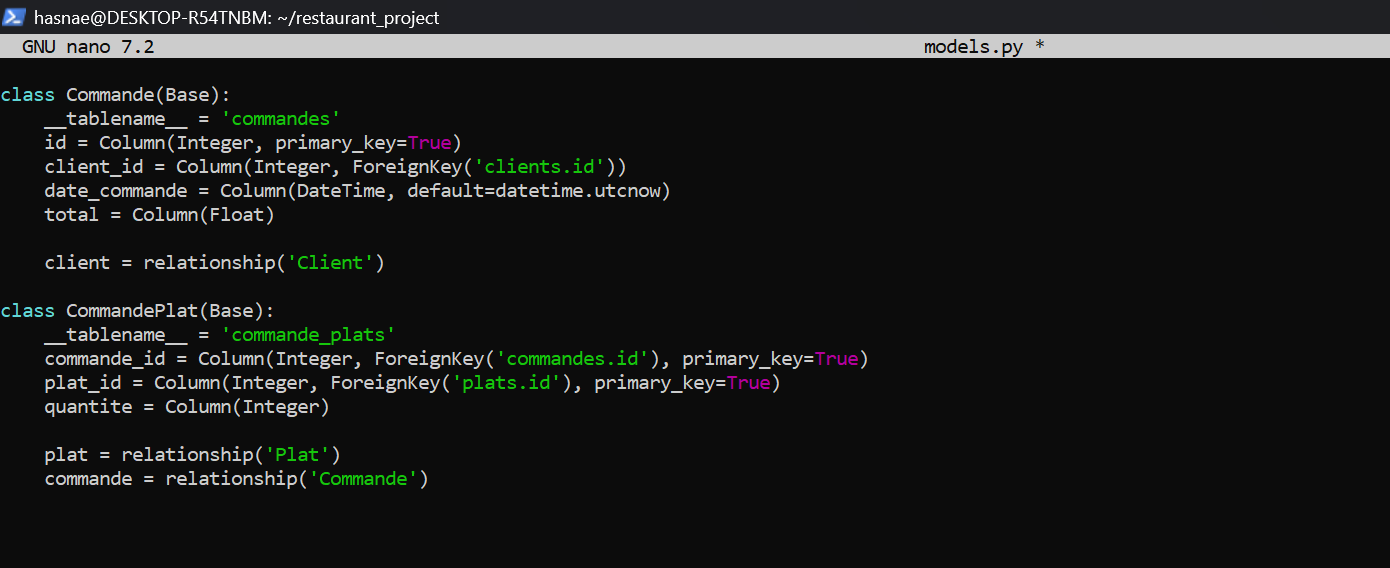 hasnae@DESKTOP-R54TNBM: ~/restaurant_project
GNU nano 7.2 models.py *
class Commande(Base):
    __tablename__ = 'commandes'
    id = Column(Integer, primary_key=True)
    client_id = Column(Integer, ForeignKey('clients.id'))
    date_commande = Column(DateTime, default=datetime.utcnow)
    total = Column(Float)

    client = relationship('Client')

class CommandePlat(Base):
    __tablename__ = 'commande_plats'
    commande_id = Column(Integer, ForeignKey('commandes.id'), primary_key=True)
    plat_id = Column(Integer, ForeignKey('plats.id'), primary_key=True)
    quantite = Column(Integer)

    plat = relationship('Plat')
    commande = relationship('Commande')